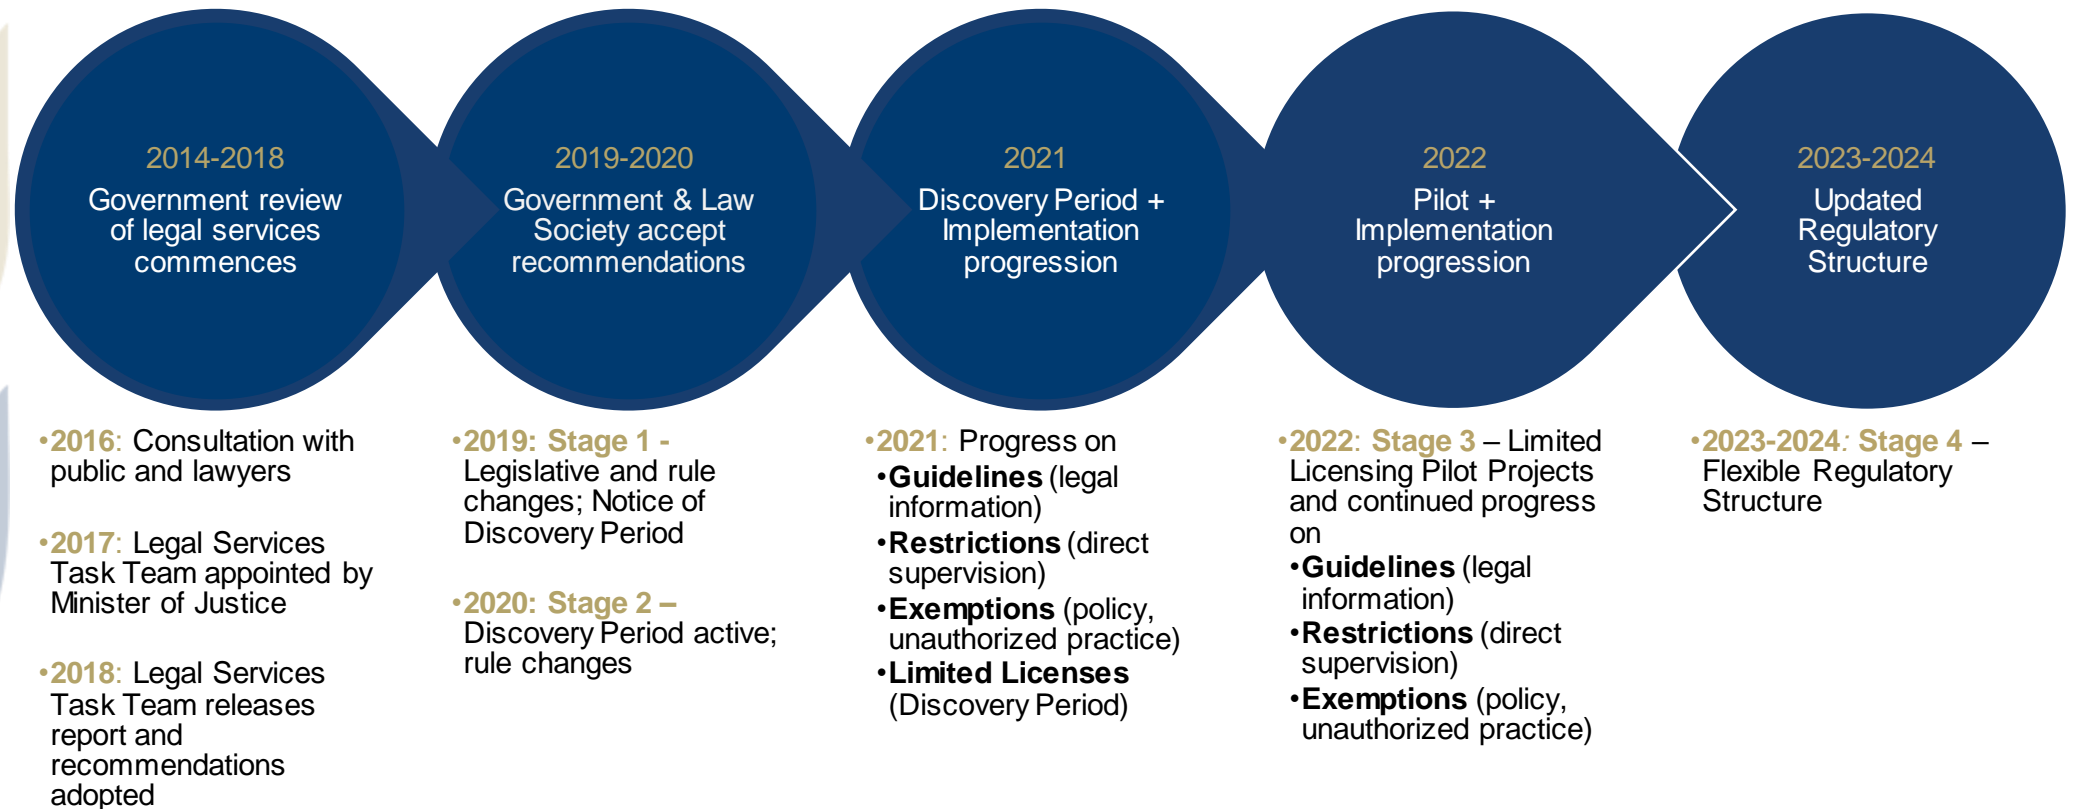 2014-2018
Government review
of legal services
commences
2019-2020
Government & Law
Society accept
recommendations
2021
Discovery Period +
Implementation
progression
2022
Pilot +
Implementation
progression
2023-2024
Updated
Regulatory
Structure
•2016: Consultation with
public and lawyers
•2017: Legal Services
Task Team appointed by
Minister of Justice
•2018: Legal Services
Task Team releases
report and
recommendations
adopted
•2019: Stage 1 -
Legislative and rule
changes; Notice of
Discovery Period
•2020: Stage 2 –
Discovery Period active;
rule changes
•2021: Progress on
•Guidelines (legal
information)
•Restrictions (direct
supervision)
•Exemptions (policy,
unauthorized practice)
•Limited Licenses
(Discovery Period)
•2022: Stage 3 – Limited
Licensing Pilot Projects
and continued progress
on
•Guidelines (legal
information)
•Restrictions (direct
supervision)
•Exemptions (policy,
unauthorized practice)
•2023-2024: Stage 4 –
Flexible Regulatory
Structure